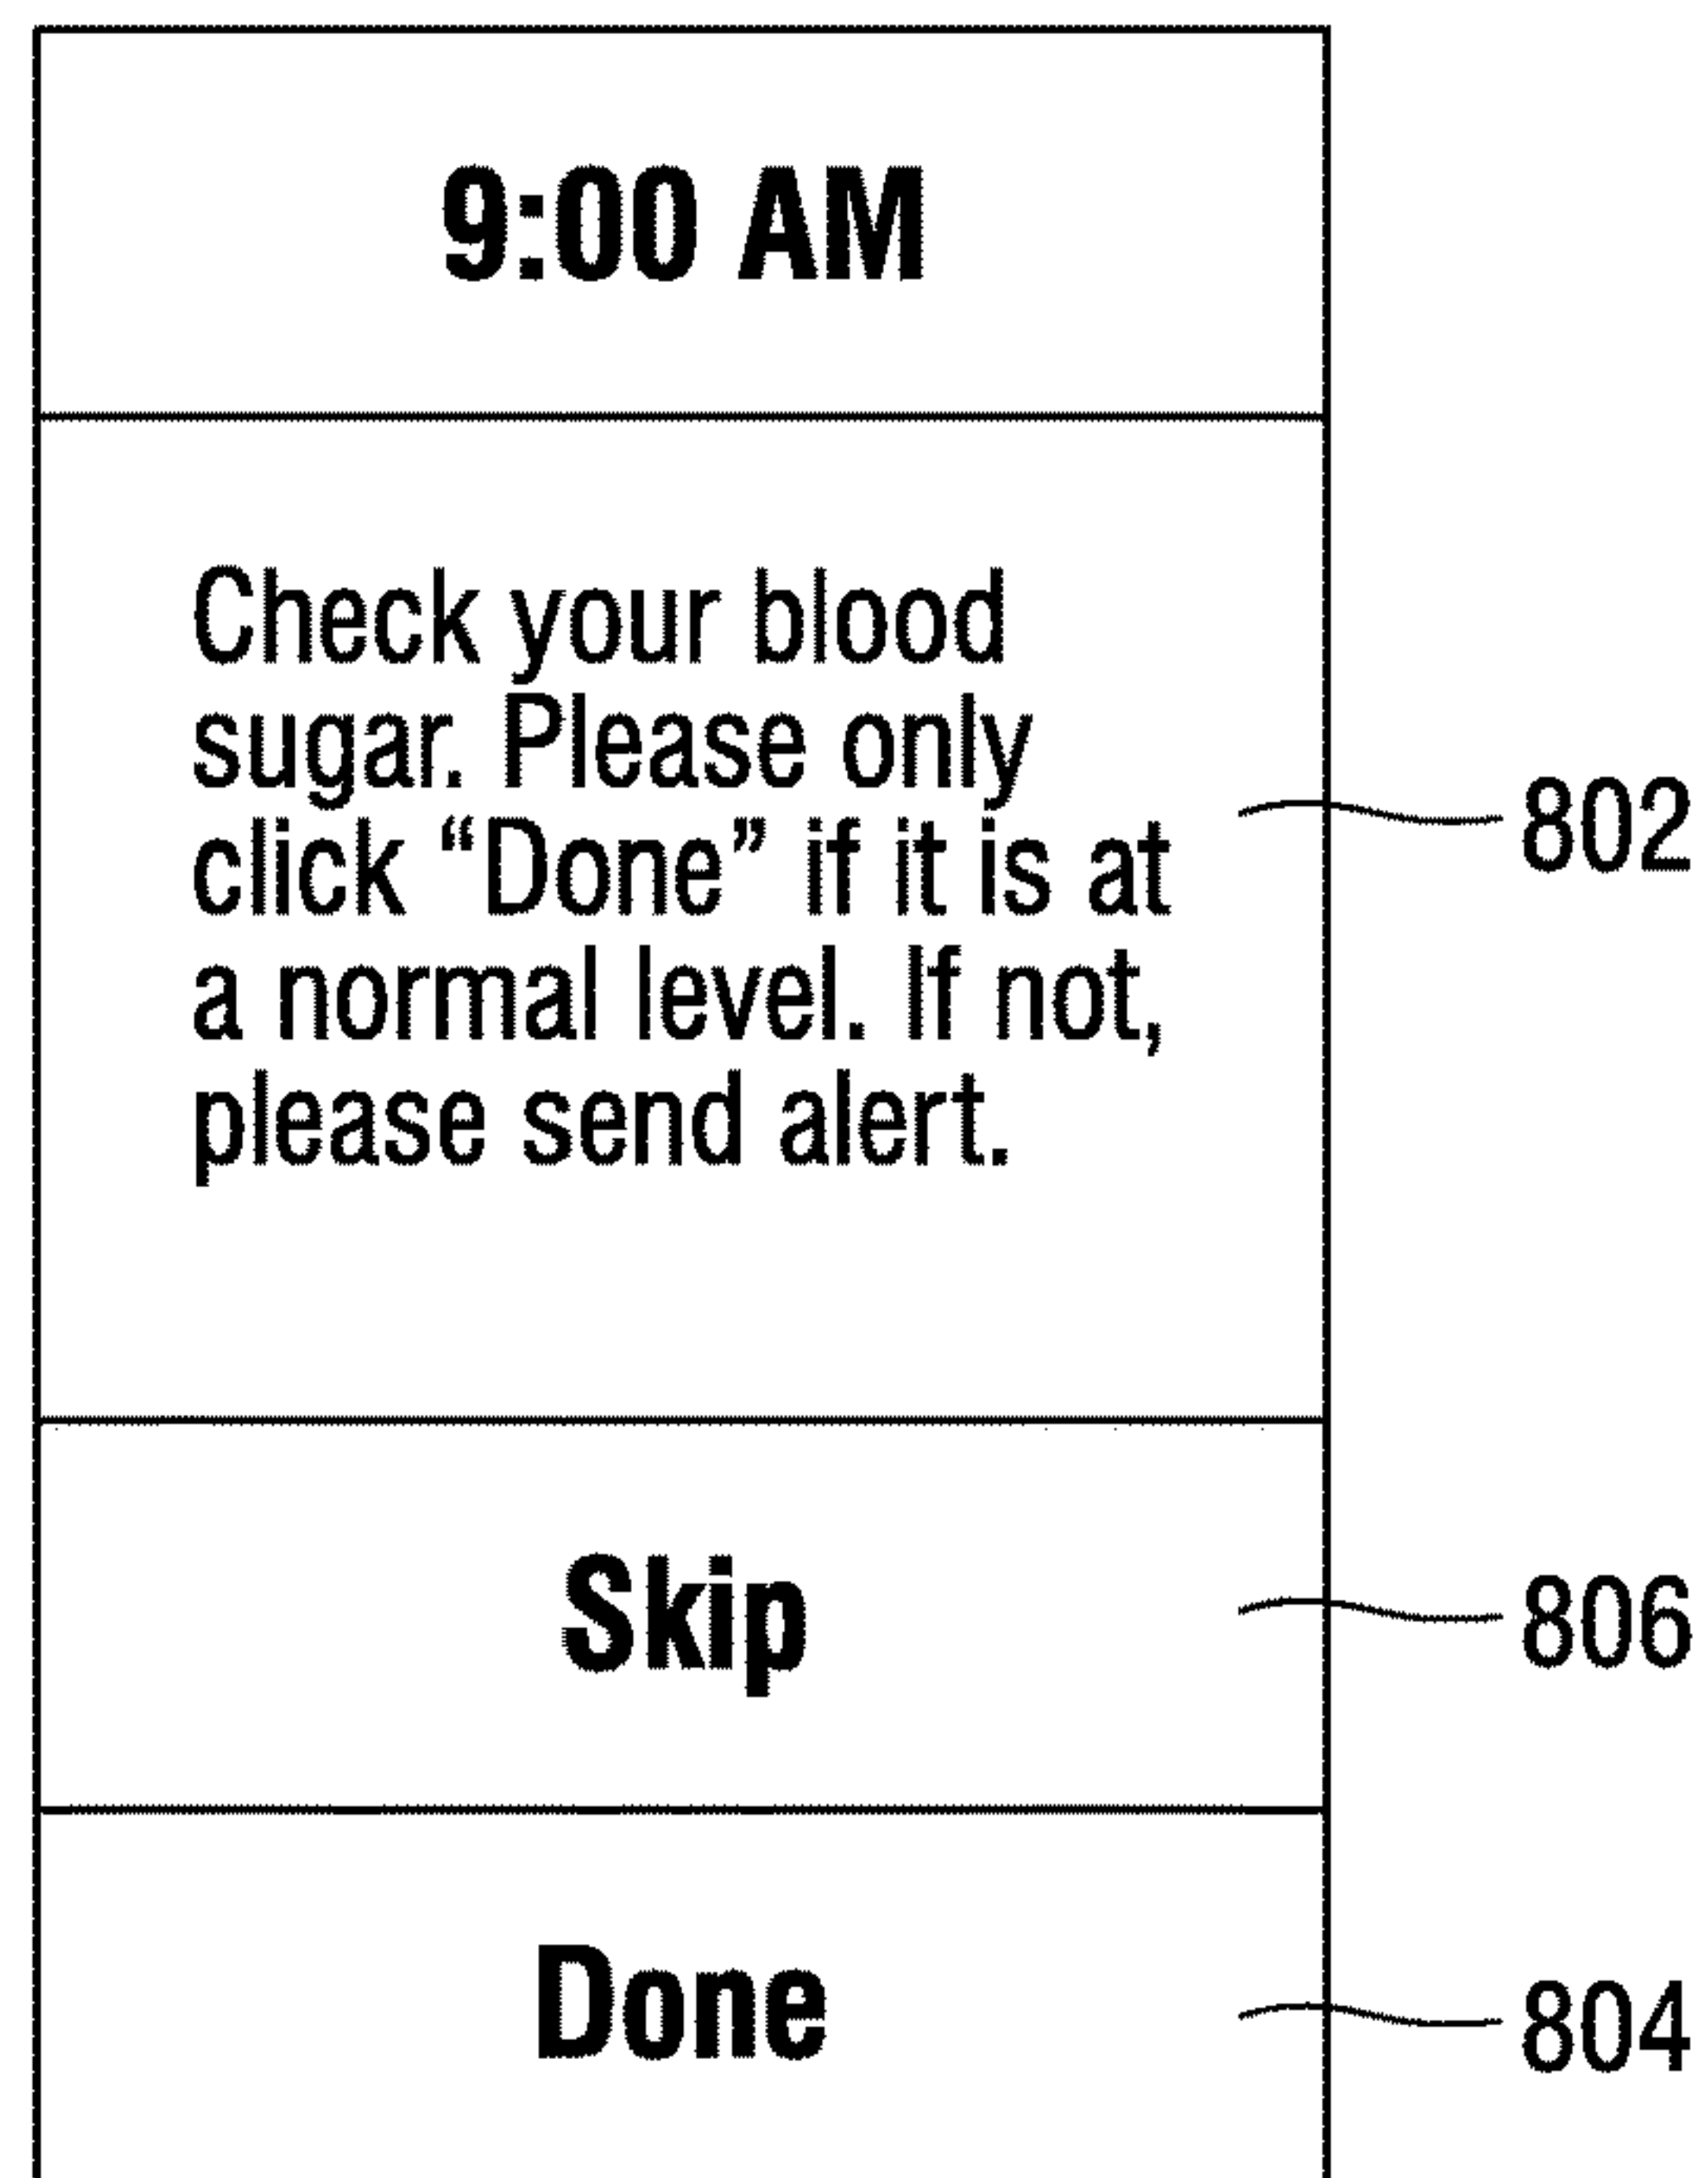 9:00 AM
Check your blood
sugar. Please only
click “Done” if it is at
a normal level. If not,
please send alert.
802
Skip
806
Done
804